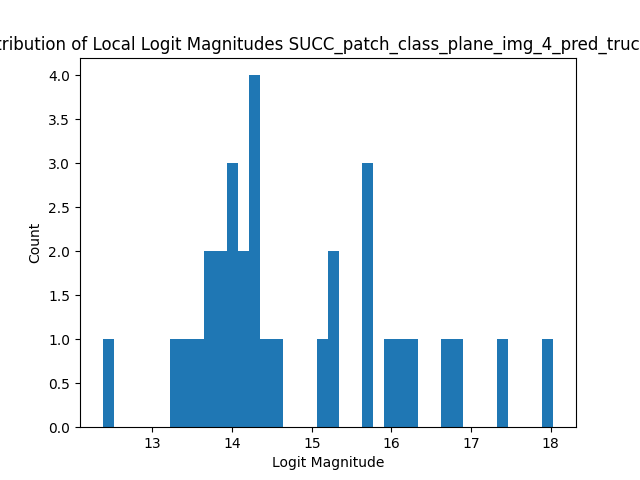 tribution of Local Logit Magnitudes SUCC_patch_class_plane_img_4_pred_truc
4.0
3.5
3.0
2.5
2.0
1.5
1.0
0.5
0.0
Count
13 14 15 16 17 18
Logit Magnitude